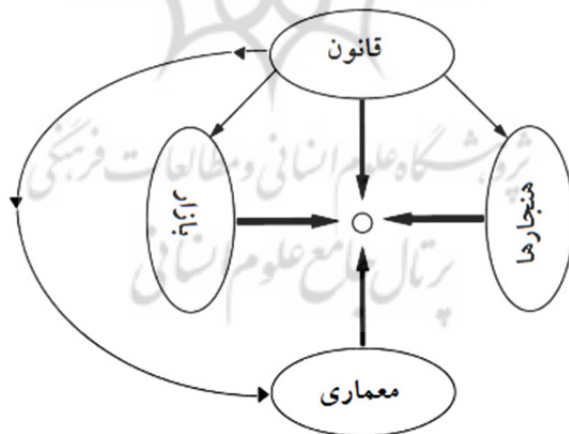 قانون
پژوهشگاه علوم انسانی و مطالعات فرهنگی
هنجارها
بازار
پرتال جامع علوم انسانی
معماری